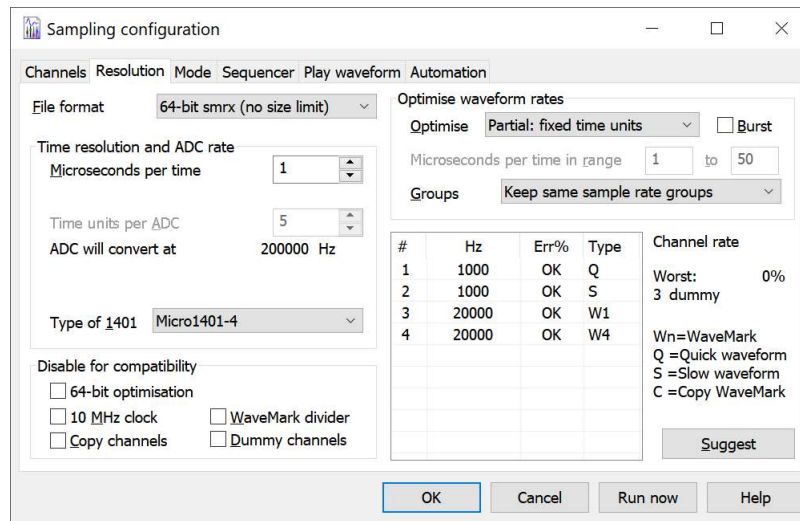 Sampling configuration
Channels Resolution Mode Sequencer Play waveform Automation
File format 64-bit smrx (no size limit)
Time resolution and ADC rate
Microseconds per time 1
Time units per ADC 5
ADC will convert at 200000 Hz
Type of 1401 Micro1401-4
Disable for compatibility
64-bit optimisation
10 MHz clock WaveMark divider
Copy channels Dummy channels
Optimise waveform rates
Optimise Partial: fixed time units Burst
Microseconds per time in range 1 to 50
Groups Keep same sample rate groups
# Hz Err% Type
1 1000 OK Q
2 1000 OK S
3 20000 OK W1
4 20000 OK W4
Channel rate
Worst: 0%
3 dummy
Wn=WaveMark
Q =Quick waveform
S =Slow waveform
C =Copy WaveMark
Suggest
OK Cancel Run now Help